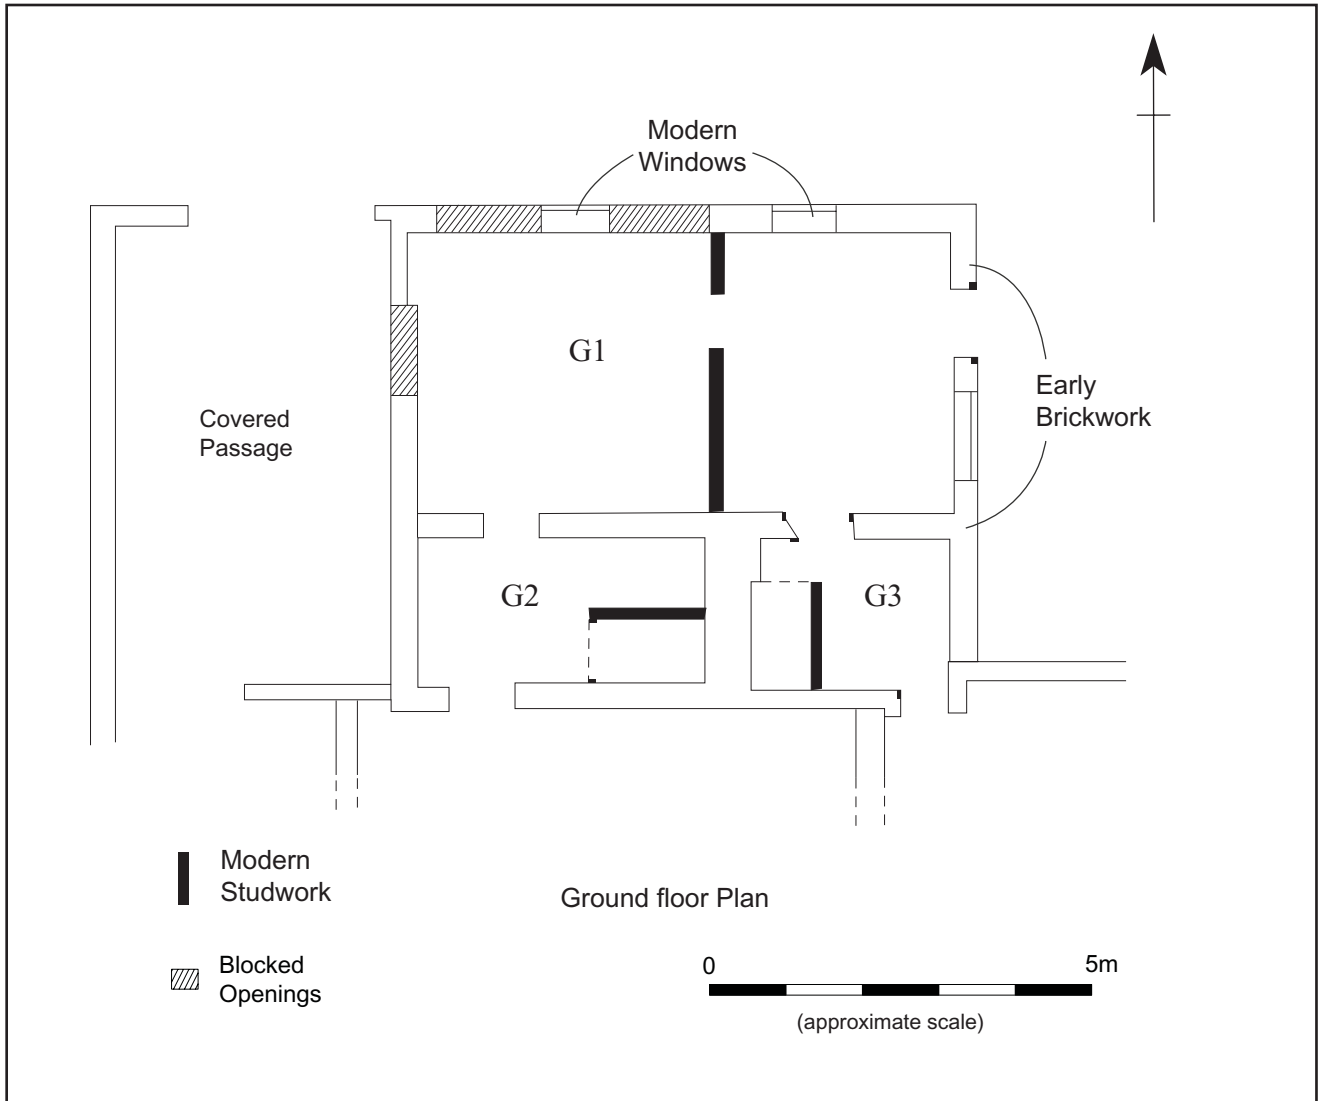 Modern
Windows
G1
Covered
Passage
Early
Brickwork
G2
G3
Modern
Studwork
Ground floor Plan
Blocked
Openings
0
5m
(approximate scale)